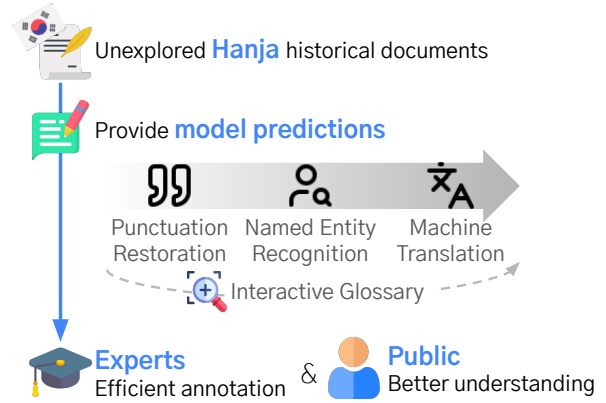 Unexplored Hanja historical documents
Provide model predictions
Punctuation Restoration
Named Entity Recognition
Machine Translation
Interactive Glossary
Experts
Efficient annotation
&
Public
Better understanding